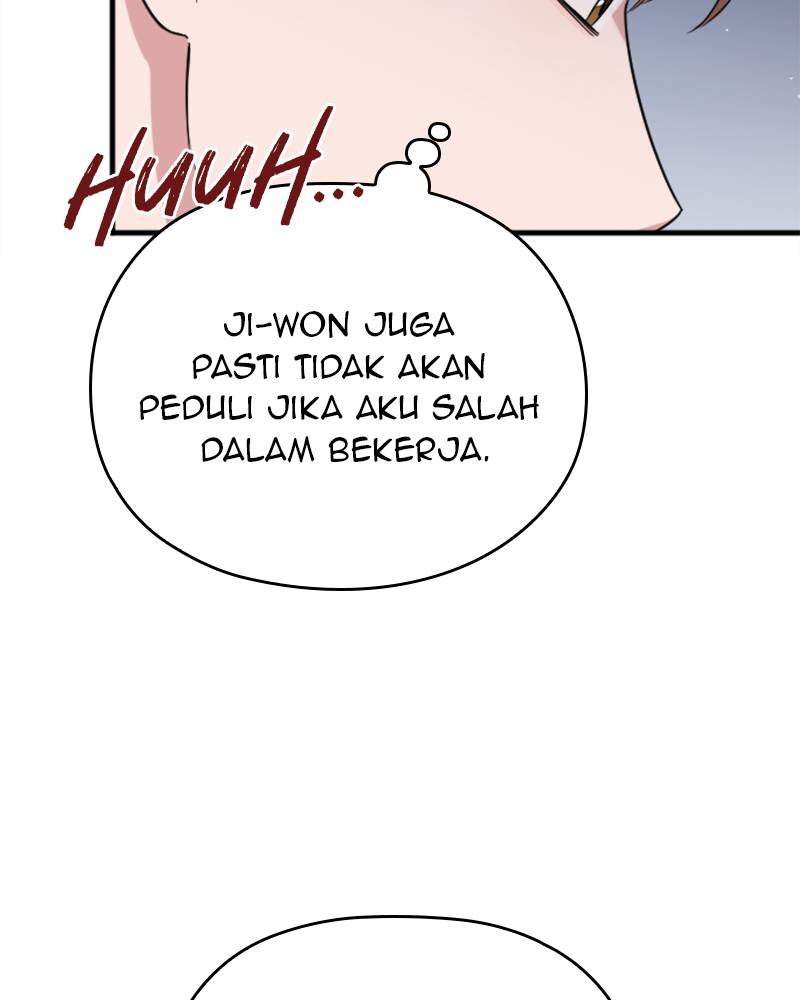 HUUH...
JI-WON JUGA
PASTI TIDAK AKAN
PEDULI JIKA AKU SALAH
DALAM BEKERJA.